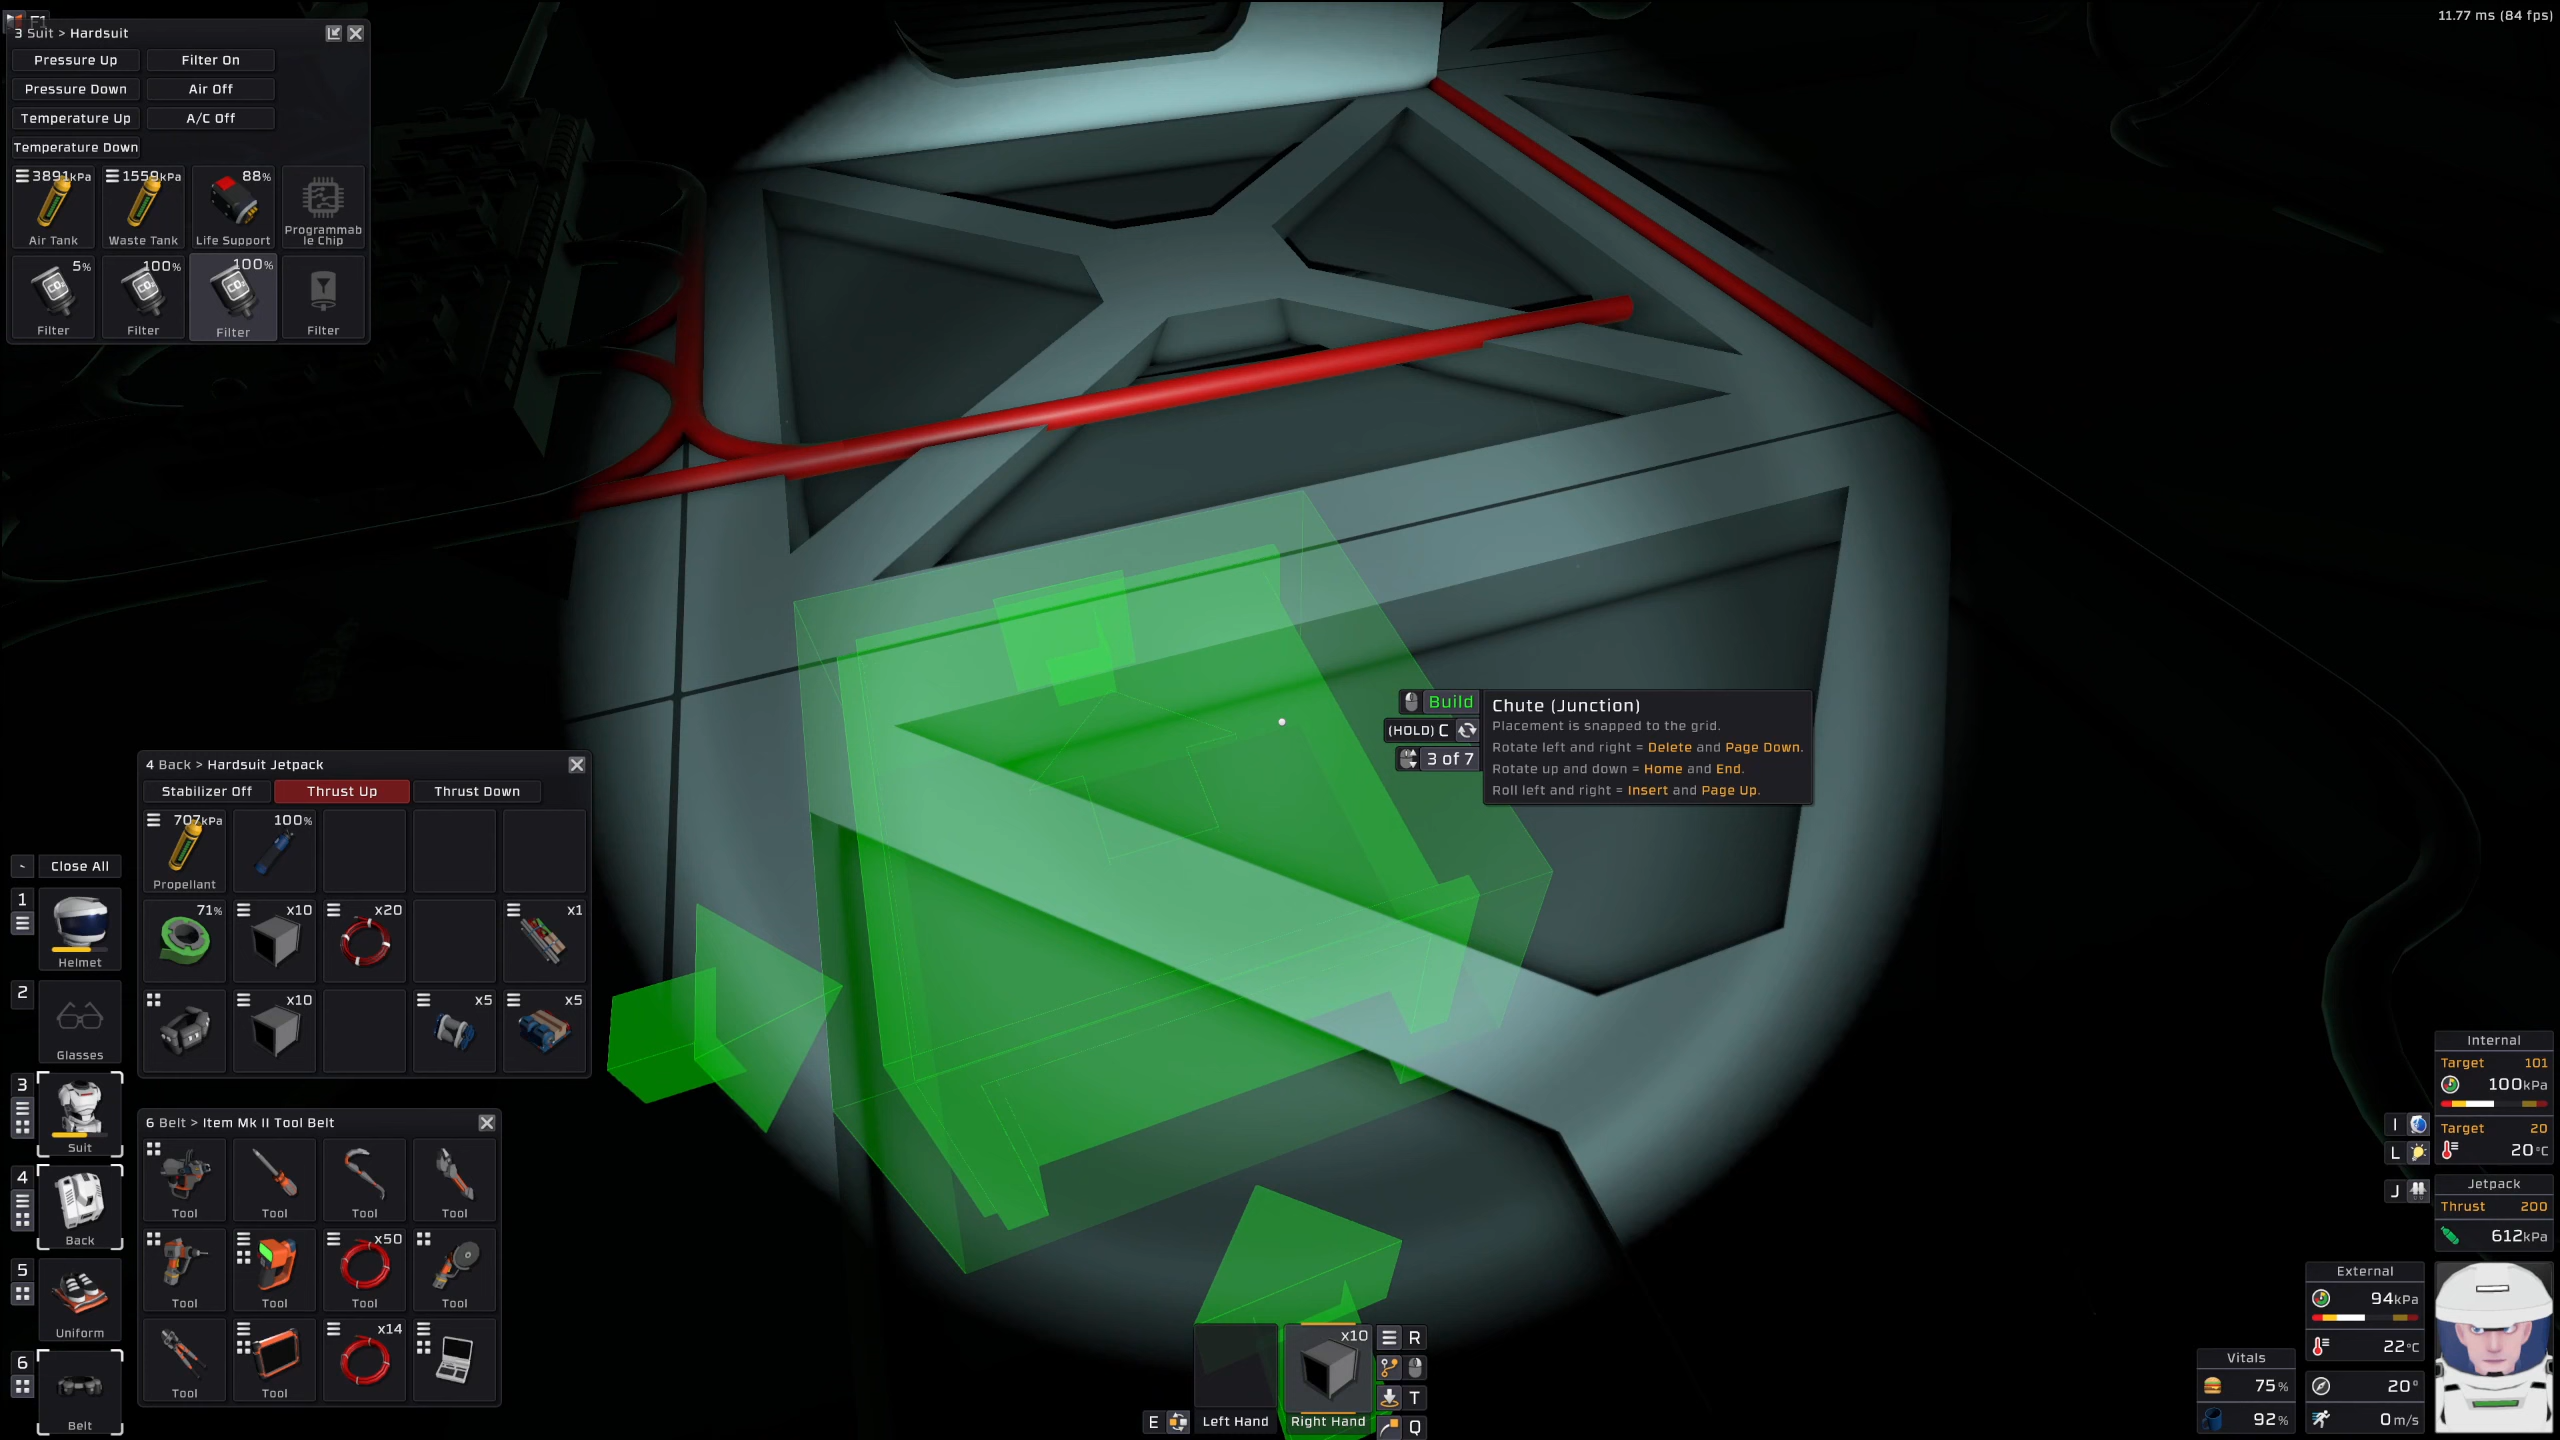 F1
11.77 ms (84 fps)
3 Suit > Hardsuit
Pressure Up
Filter On
Pressure Down
Air Off
Temperature Up
A/C Off
Temperature Down
3891kPa
1559kPa
88%
Air Tank
Waste Tank
Life Support
Programmab
le Chip
5%
100%
100%
Filter
Filter
Filter
Filter
Build
(HOLD) C
3 of 7
Chute (Junction)
Placement is snapped to the grid.
Rotate left and right = Delete and Page Down.
Rotate up and down = Home and End.
Roll left and right = Insert and Page Up.
4 Back > Hardsuit Jetpack
Stabilizer Off
Thrust Up
Thrust Down
707kPa
100%
Propellant
71%
x10
x20
x1
x10
x5
x5
~
Close All
1
Helmet
2
Glasses
3
Suit
4
Back
5
Uniform
6
Belt
6 Belt > Item Mk II Tool Belt
Tool
Tool
Tool
Tool
x50
Tool
Tool
Tool
Tool
x14
Tool
Tool
Tool
x10
R
T
E
Left Hand
Right Hand
Q
Internal
Target 101
100kPa
I
Target 20
L
20°C
J
Jetpack
Thrust 200
612kPa
External
94kPa
22°C
Vitals
75%
20°
92%
0m/s